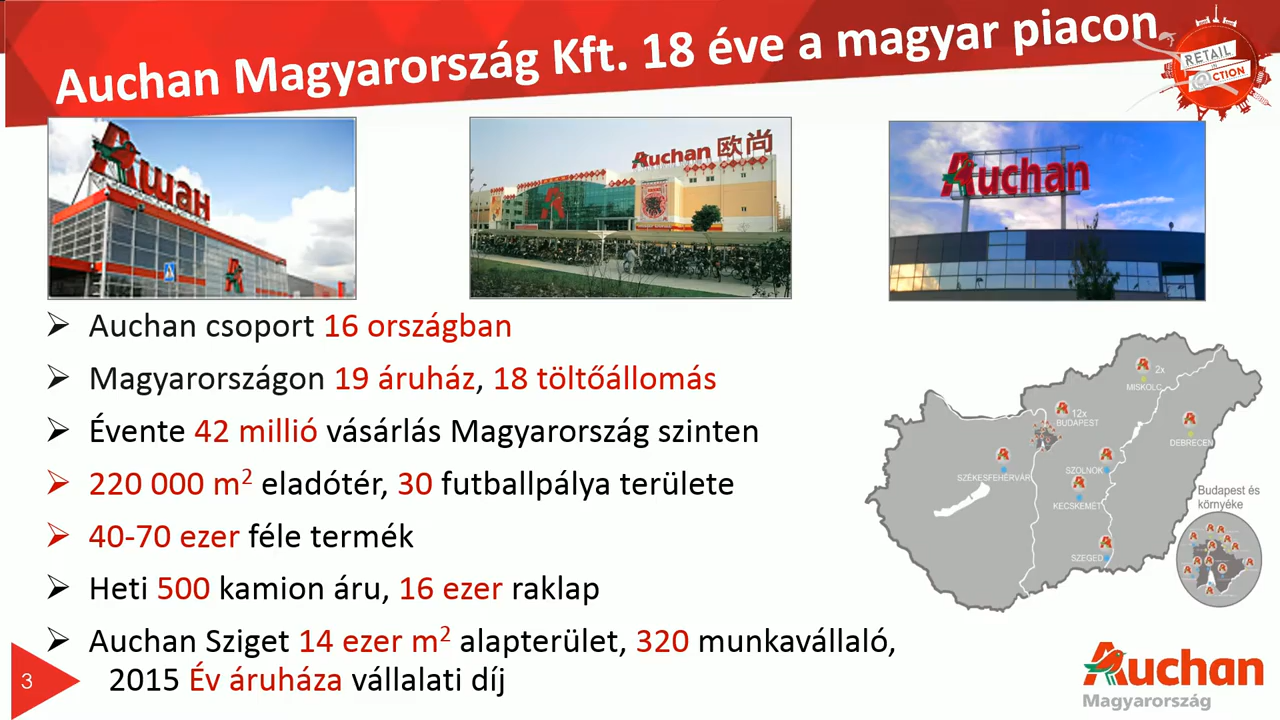 Auchan Magyarország Kft. 18 éve a magyar piacon
RETAIL
in
@CTION
Ашан
Auchan 欧尚
Auchan
Auchan csoport 16 országban
Magyarországon 19 áruház, 18 töltőállomás
Évente 42 millió vásárlás Magyarország szinten
220 000 m² eladótér, 30 futballpálya területe
40-70 ezer féle termék
Heti 500 kamion áru, 16 ezer raklap
Auchan Sziget 14 ezer m² alapterület, 320 munkavállaló,
2015 Év áruháza vállalati díj
2x
MISKOLC
12x
BUDAPEST
DEBRECEN
SZÉKESFEHÉRVÁR
SZOLNOK
KECSKEMÉT
SZEGED
Budapest és
környéke
3
Auchan
Magyarország